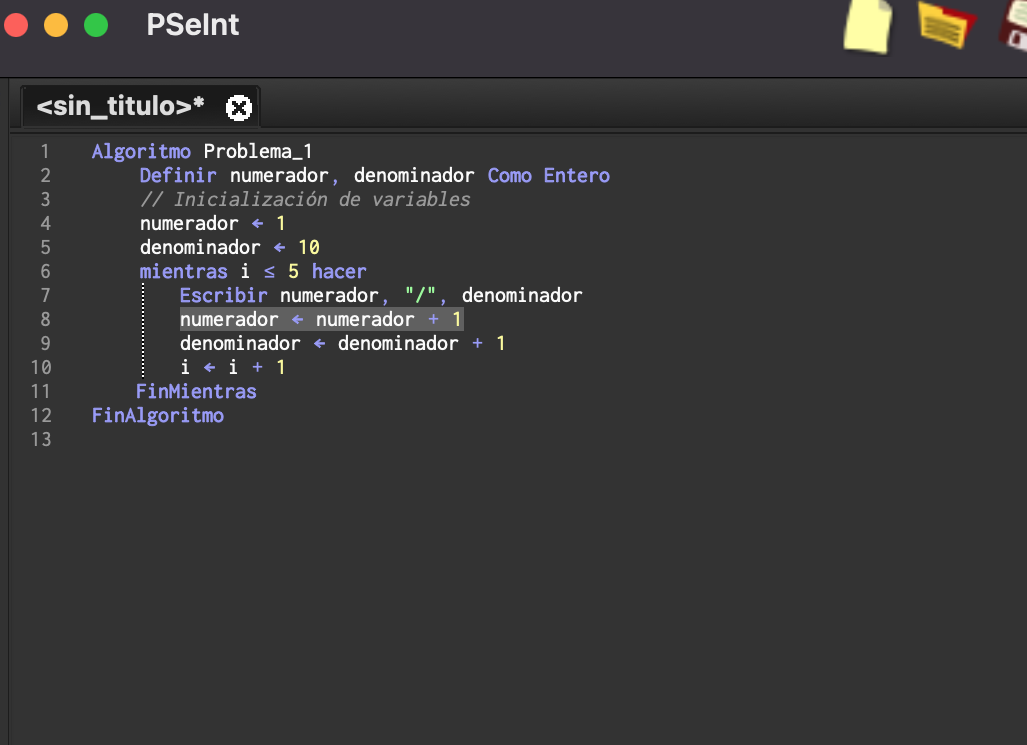 PSeInt
<sin_titulo>*
1 Algoritmo Problema_1
2 Definir numerador, denominador Como Entero
3 // Inicialización de variables
4 numerador ← 1
5 denominador ← 10
6 mientras i ≤ 5 hacer
7 Escribir numerador, "/", denominador
8 numerador ← numerador + 1
9 denominador ← denominador + 1
10 i ← i + 1
11 FinMientras
12 FinAlgoritmo
13